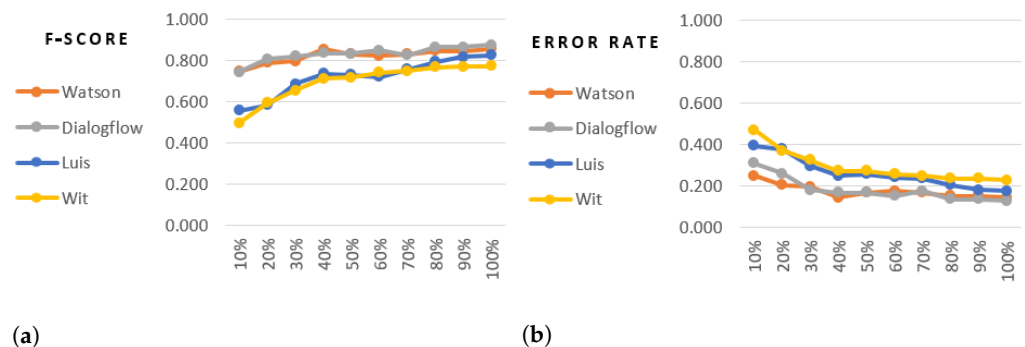 F-SCORE
Watson
Dialogflow
Luis
Wit
1.000
0.800
0.600
0.400
0.200
0.000
10%
20%
30%
40%
50%
60%
70%
80%
90%
100%
(a)
ERROR RATE
Watson
Dialogflow
Luis
Wit
1.000
0.800
0.600
0.400
0.200
0.000
10%
20%
30%
40%
50%
60%
70%
80%
90%
100%
(b)